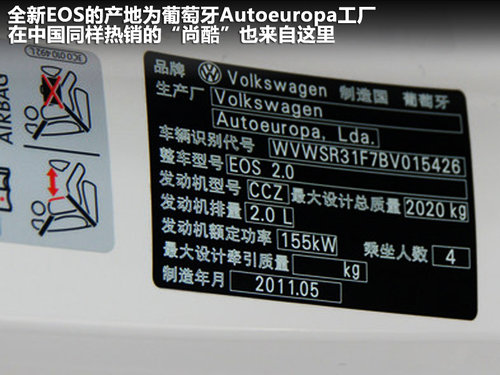 全新EOS的产地为葡萄牙Autoeuropa工厂
在中国同样热销的“尚酷”也来自这里
AIRBAG
3C0 010 492 L
品牌 Volkswagen 制造国 葡萄牙
生产厂 Volkswagen
Autoeuropa, Lda.
车辆识别代号 WVWSR31F7BV015426
整车型号 EOS 2.0
发动机型号 CCZ 最大设计总质量 2020 kg
发动机排量 2.0 L
发动机额定功率 155kW 乘坐人数 4
最大设计牵引质量 kg
制造年月 2011.05